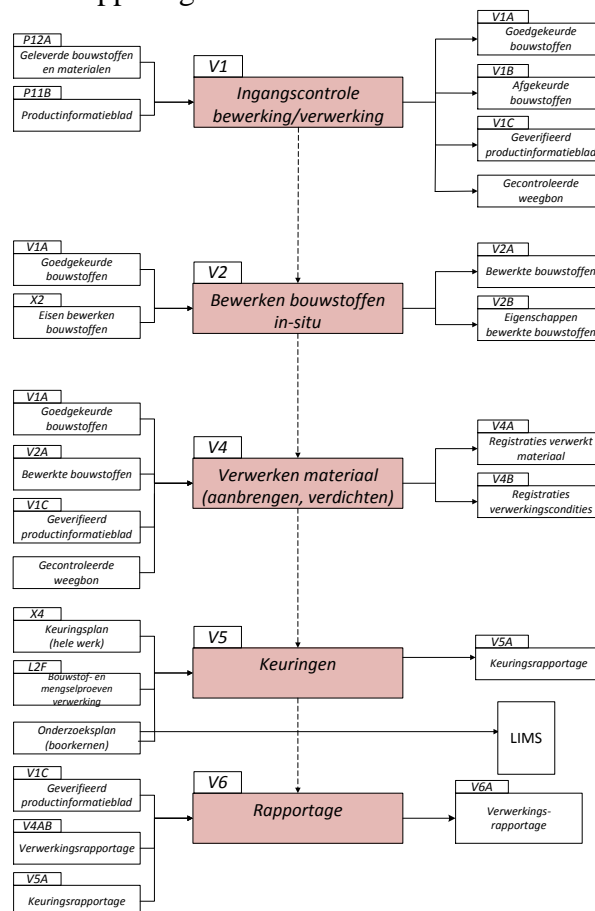 P12A
Geleverde bouwstoffen
en materialen
P11B
Productinformatieblad
V1
Ingangscontrole
bewerking/verwerking
V1A
Goedgekeurde
bouwstoffen
V1B
Afgekeurde
bouwstoffen
V1C
Geverifieerd
productinformatieblad
Gecontroleerde
weegbon
V1A
Goedgekeurde
bouwstoffen
X2
Eisen bewerken
bouwstoffen
V2
Bewerken bouwstoffen
in-situ
V2A
Bewerkte bouwstoffen
V2B
Eigenschappen
bewerkte bouwstoffen
V1A
Goedgekeurde
bouwstoffen
V2A
Bewerkte bouwstoffen
V1C
Geverifieerd
productinformatieblad
Gecontroleerde
weegbon
V4
Verwerken materiaal
(aanbrengen, verdichten)
V4A
Registraties verwerkt
materiaal
V4B
Registraties
verwerkingscondities
X4
Keuringsplan
(hele werk)
L2F
Bouwstof- en
mengselproeven
verwerking
Onderzoeksplan
(boorkernen)
V5
Keuringen
V5A
Keuringsrapportage
LIMS
V1C
Geverifieerd
productinformatieblad
V4AB
Verwerkingsrapportage
V5A
Keuringsrapportage
V6
Rapportage
V6A
Verwerkings-
rapportage